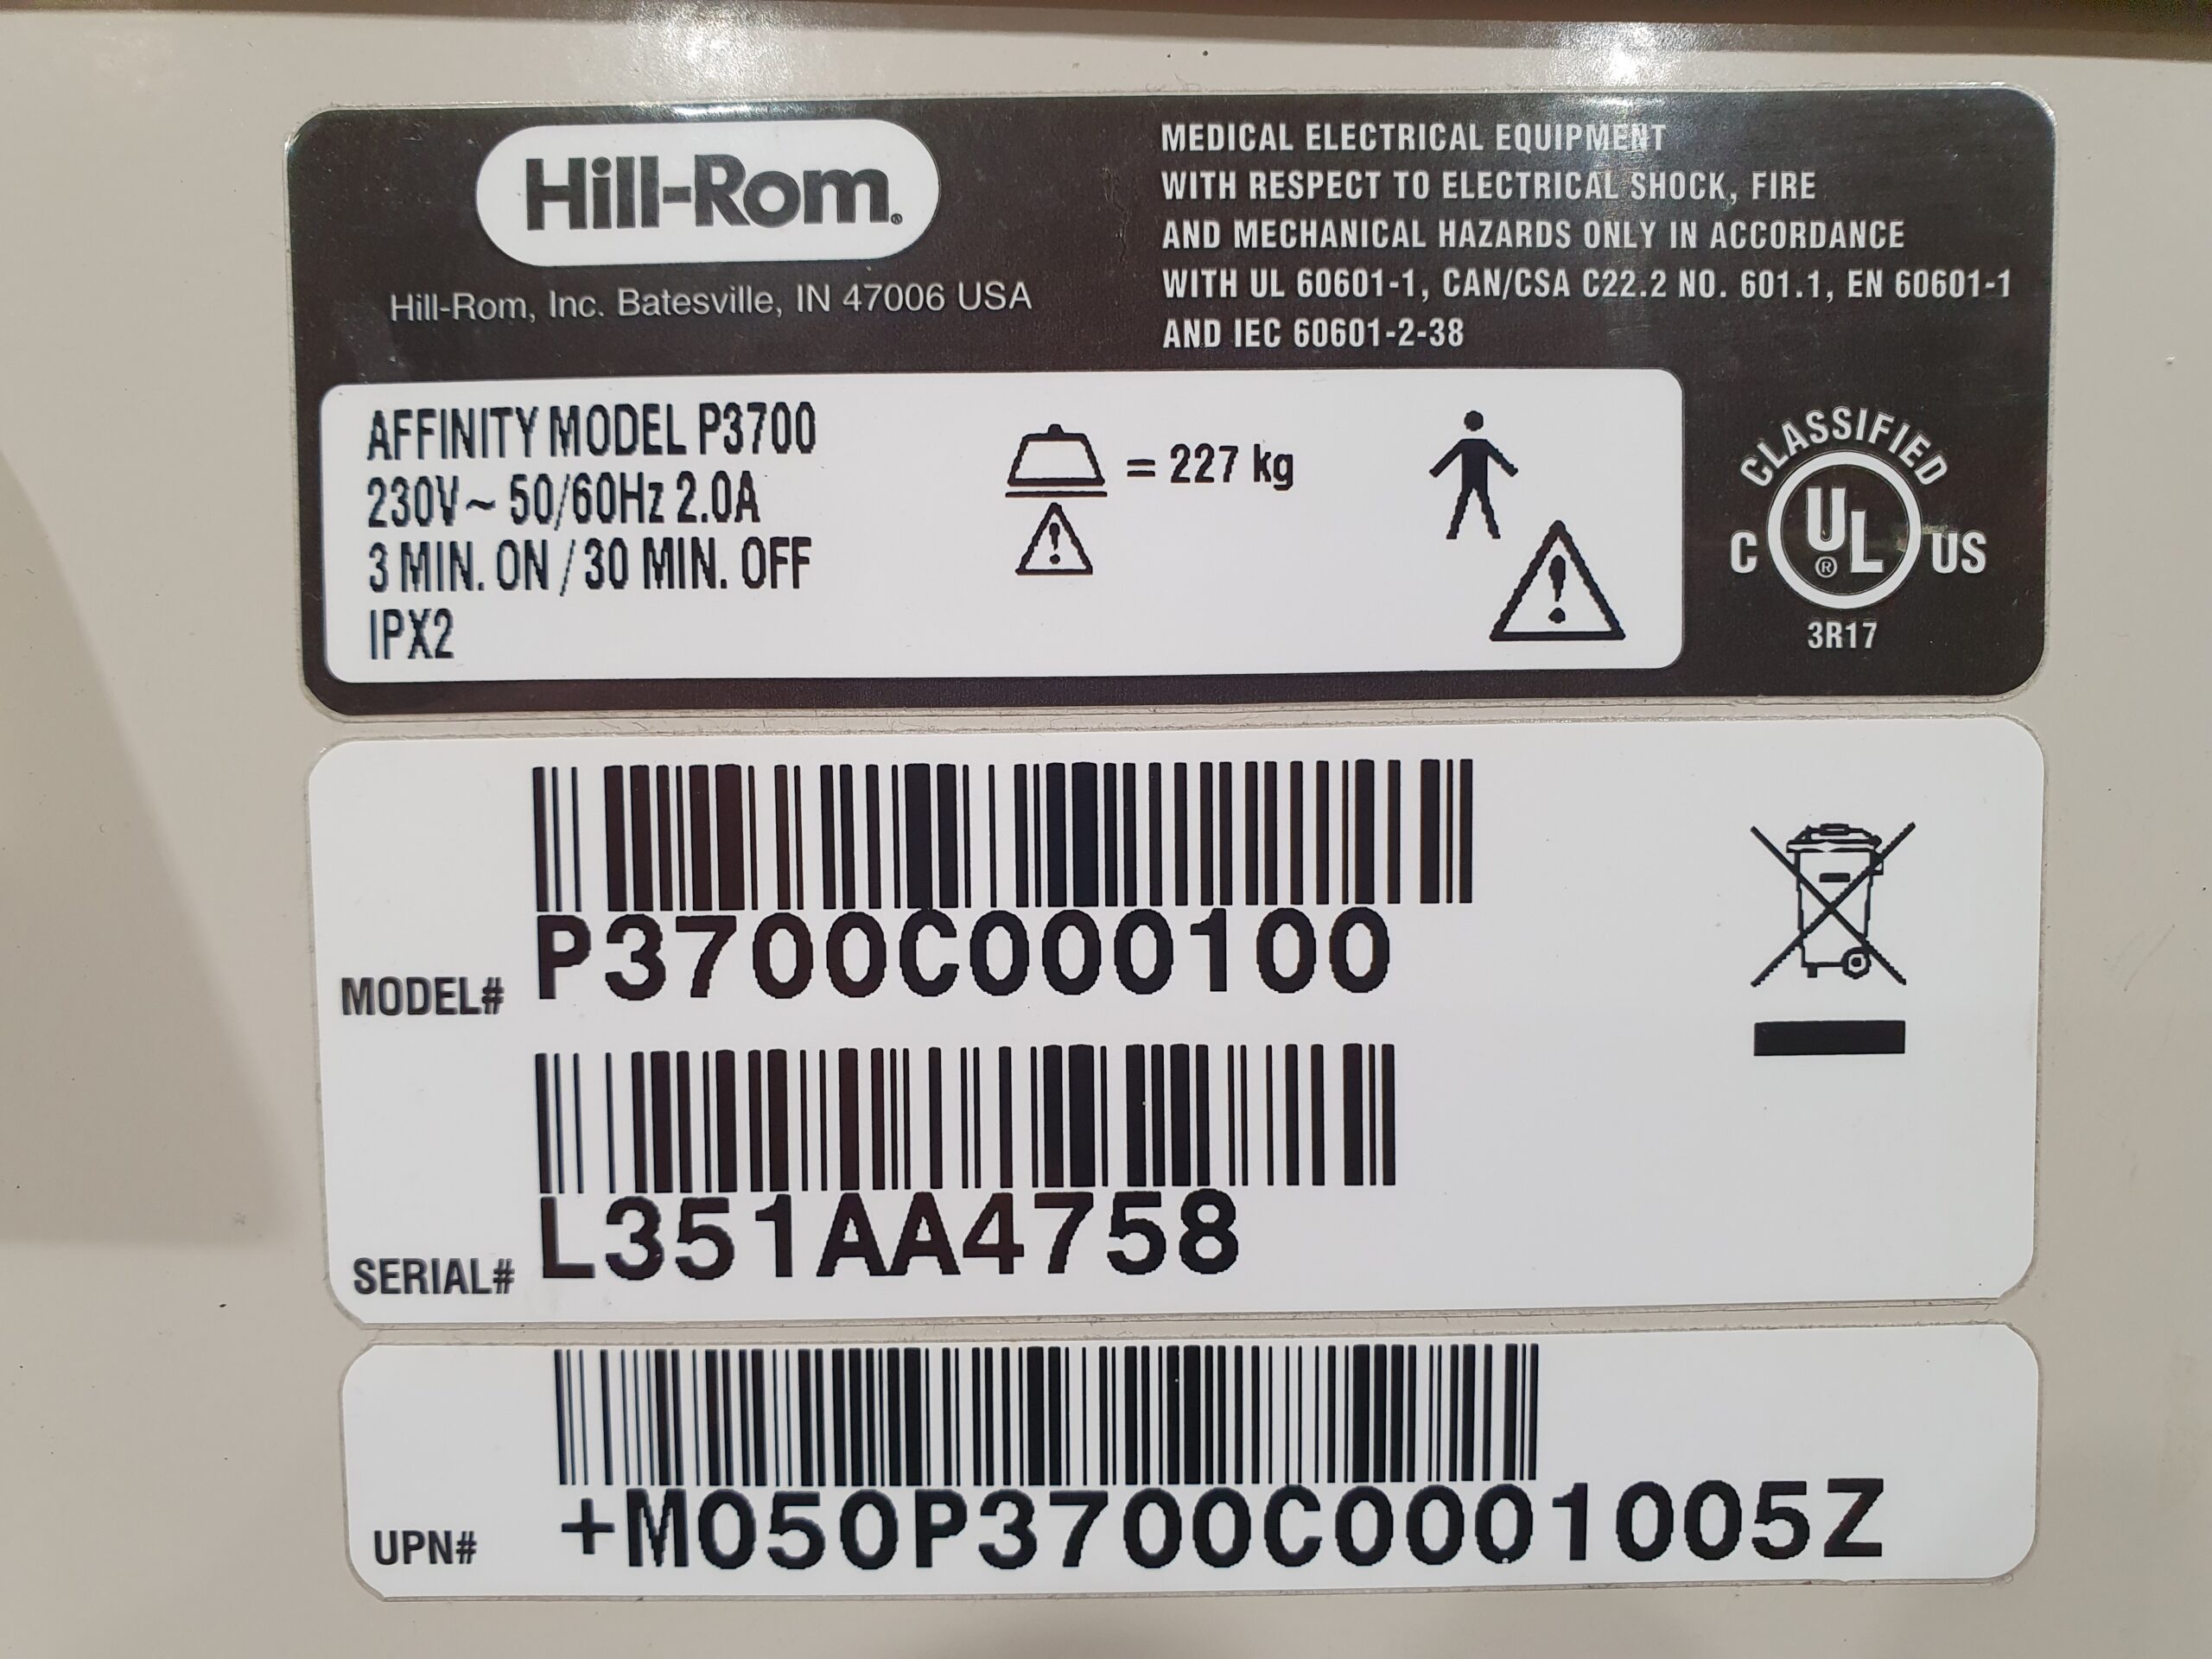 Hill-Rom®
Hill-Rom, Inc. Batesville, IN 47006 USA
MEDICAL ELECTRICAL EQUIPMENT
WITH RESPECT TO ELECTRICAL SHOCK, FIRE
AND MECHANICAL HAZARDS ONLY IN ACCORDANCE
WITH UL 60601-1, CAN/CSA C22.2 NO. 601.1, EN 60601-1
AND IEC 60601-2-38
AFFINITY MODEL P3700
230V~ 50/60Hz 2.0A
3 MIN. ON / 30 MIN. OFF
IPX2
= 227 kg
CLASSIFIED
C UL® US
3R17
MODEL# P3700C000100
SERIAL# L351AA4758
UPN# +M050P3700C0001005Z